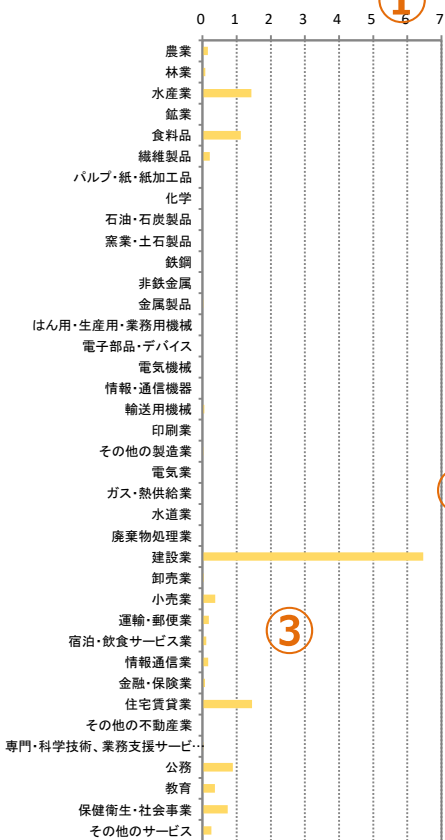 ①
0 1 2 3 4 5 6 7
農業
林業
水産業
鉱業
食料品
繊維製品
パルプ・紙・紙加工品
化学
石油・石炭製品
窯業・土石製品
鉄鋼
非鉄金属
金属製品
はん用・生産用・業務用機械
電子部品・デバイス
電気機械
情報・通信機器
輸送用機械
印刷業
その他の製造業
電気業
ガス・熱供給業
水道業
廃棄物処理業
建設業
卸売業
小売業
運輸・郵便業
③
宿泊・飲食サービス業
情報通信業
金融・保険業
住宅賃貸業
その他の不動産業
専門・科学技術、業務支援サービ…
公務
教育
保健衛生・社会事業
その他のサービス